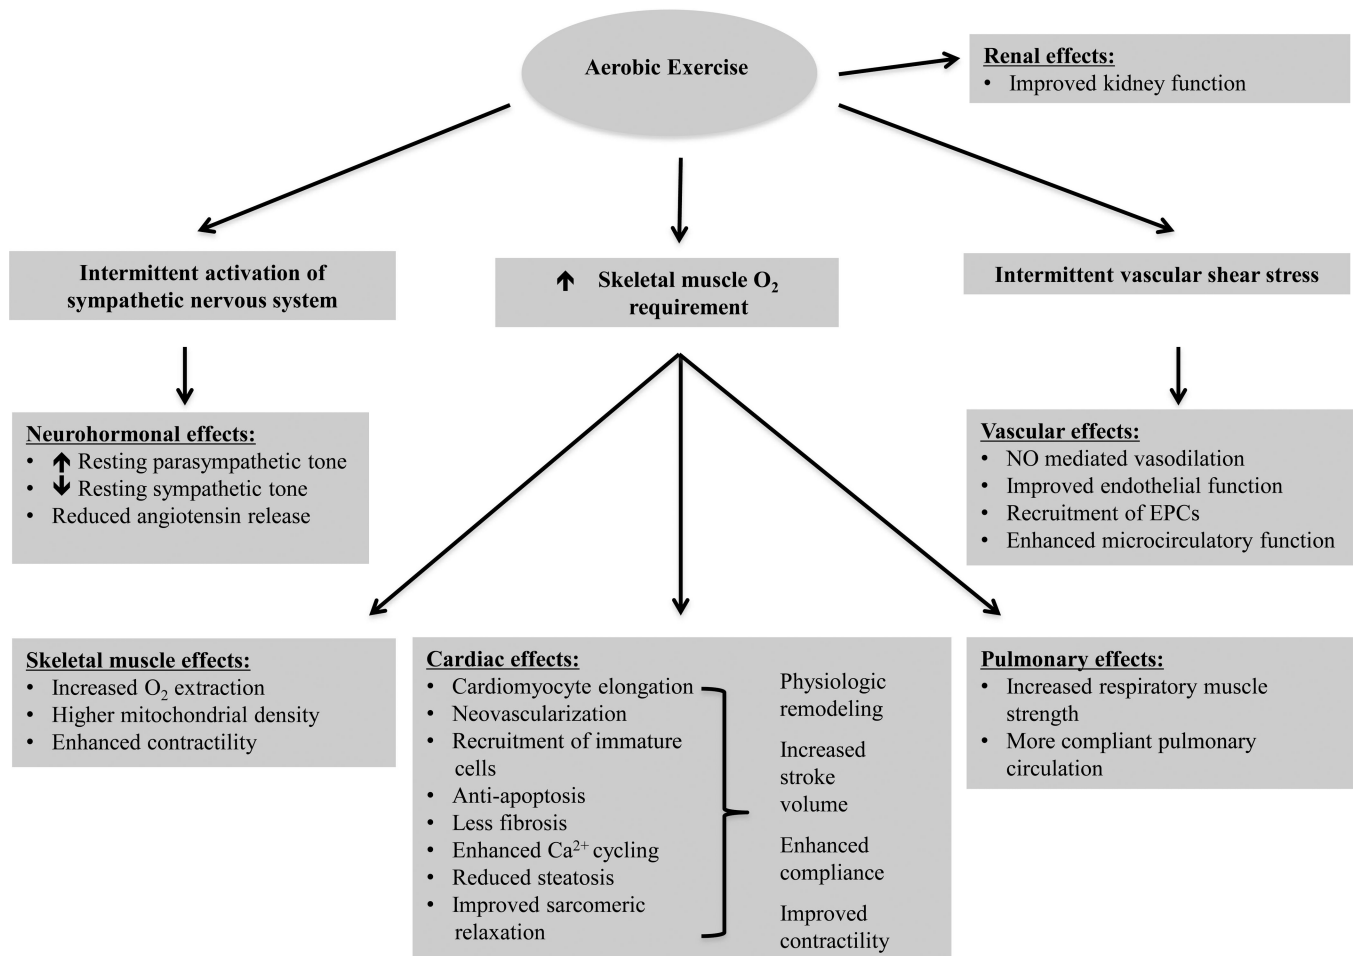 Aerobic Exercise
Renal effects:
• Improved kidney function
Intermittent activation of
sympathetic nervous system
↑ Skeletal muscle O₂
requirement
Intermittent vascular shear stress
Neurohormonal effects:
• ↑ Resting parasympathetic tone
• ↓ Resting sympathetic tone
• Reduced angiotensin release
Vascular effects:
• NO mediated vasodilation
• Improved endothelial function
• Recruitment of EPCs
• Enhanced microcirculatory function
Skeletal muscle effects:
• Increased O₂ extraction
• Higher mitochondrial density
• Enhanced contractility
Cardiac effects:
• Cardiomyocyte elongation
• Neovascularization
• Recruitment of immature
cells
• Anti-apoptosis
• Less fibrosis
• Enhanced Ca²⁺ cycling
• Reduced steatosis
• Improved sarcomeric
relaxation
Physiologic
remodeling
Increased
stroke
volume
Enhanced
compliance
Improved
contractility
Pulmonary effects:
• Increased respiratory muscle
strength
• More compliant pulmonary
circulation